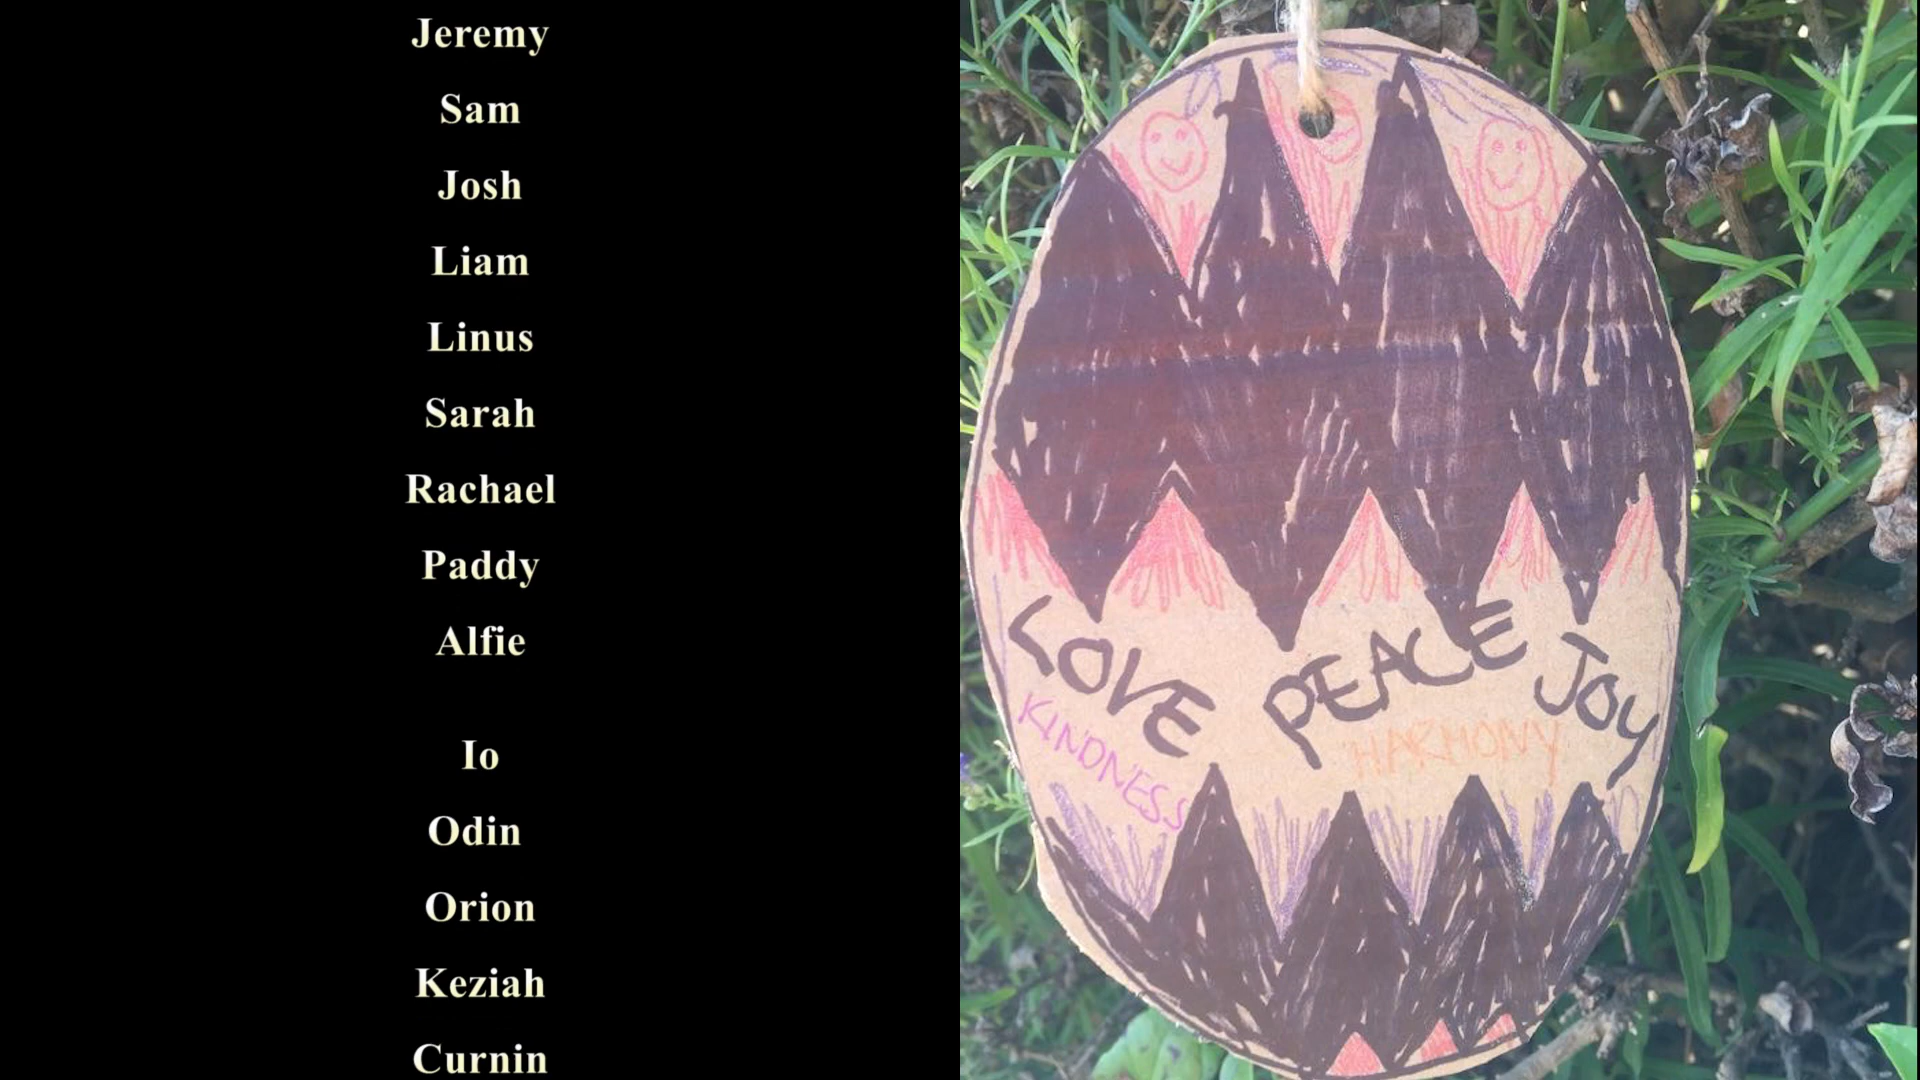 Jeremy
Sam
Josh
Liam
Linus
Sarah
Rachael
Paddy
Alfie
Io
Odin
Orion
Keziah
Curnin
LOVE PEACE JOY
KINDNESS HARMONY